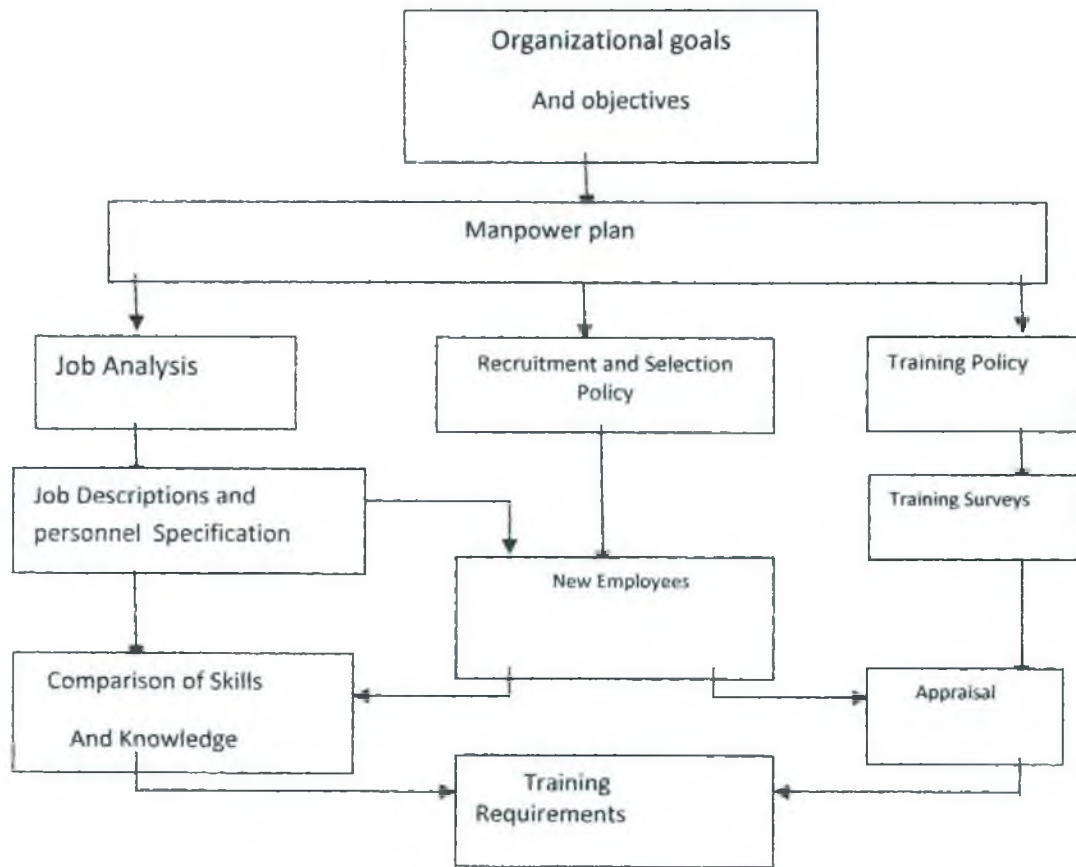 Organizational goals
And objectives
Manpower plan
Job Analysis
Recruitment and Selection
Policy
Training Policy
Job Descriptions and
personnel Specification
Training Surveys
New Employees
Comparison of Skills
And Knowledge
Appraisal
Training
Requirements